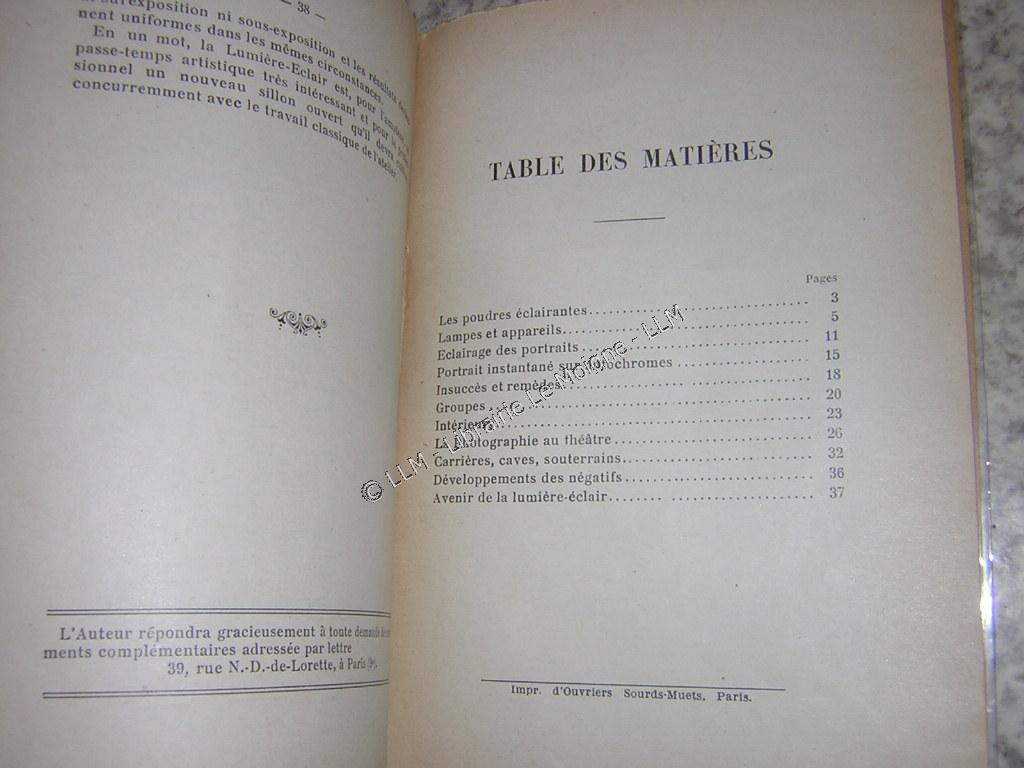 — 38 —
surexposition ni sous-exposition et les résultats
nent uniformes dans les mêmes circonstances.
En un mot, la Lumière-Eclair est, pour
passe-temps artistique très intéressant et pour le
sionnel un nouveau sillon ouvert qu'il devra
concurremment avec le travail classique de l'atelier.
L'Auteur répondra gracieusement à toute demande de
ments complémentaires adressée par lettre
39, rue N.-D.-de-Lorette, à Paris (9e).
TABLE DES MATIÈRES
Pages
Les poudres éclairantes 3
Lampes et appareils 5
Eclairage des portraits 11
Portrait instantané sur Autochromes 15
Insuccès et remèdes 18
Groupes 20
Intérieurs 23
La photographie au théâtre 26
Carrières, caves, souterrains 32
Développements des négatifs 36
Avenir de la lumière-éclair 37
Impr. d'Ouvriers Sourds-Muets, Paris.
© LLM - Librairie Le Moigne - LLM